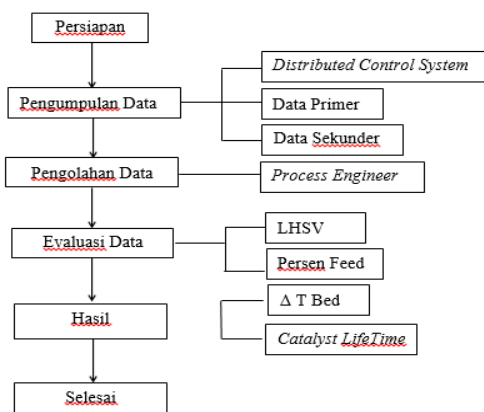 Persiapan
Distributed Control System
Pengumpulan Data
Data Primer
Data Sekunder
Pengolahan Data
Process Engineer
LHSV
Evaluasi Data
Persen Feed
Δ T Bed
Hasil
Catalyst LifeTime
Selesai